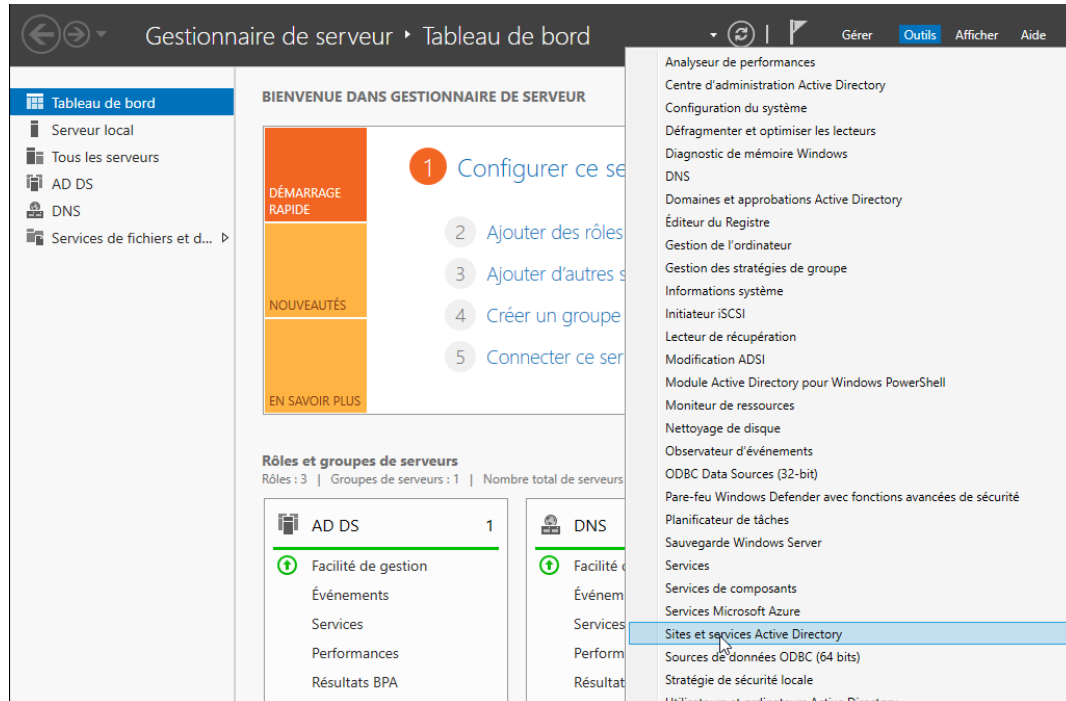 Gestionnaire de serveur ‣ Tableau de bord
Gérer Outils Afficher Aide
Tableau de bord
Serveur local
Tous les serveurs
AD DS
DNS
Services de fichiers et d...
BIENVENUE DANS GESTIONNAIRE DE SERVEUR
DÉMARRAGE
RAPIDE
NOUVEAUTÉS
EN SAVOIR PLUS
1 Configurer ce se
2 Ajouter des rôles
3 Ajouter d'autres s
4 Créer un groupe
5 Connecter ce ser
Rôles et groupes de serveurs
Rôles : 3 | Groupes de serveurs : 1 | Nombre total de serveurs
AD DS 1
Facilité de gestion
Événements
Services
Performances
Résultats BPA
DNS
Facilité
Événem
Services
Perform
Résultat
Analyseur de performances
Centre d'administration Active Directory
Configuration du système
Défragmenter et optimiser les lecteurs
Diagnostic de mémoire Windows
DNS
Domaines et approbations Active Directory
Éditeur du Registre
Gestion de l'ordinateur
Gestion des stratégies de groupe
Informations système
Initiateur iSCSI
Lecteur de récupération
Modification ADSI
Module Active Directory pour Windows PowerShell
Moniteur de ressources
Nettoyage de disque
Observateur d'événements
ODBC Data Sources (32-bit)
Pare-feu Windows Defender avec fonctions avancées de sécurité
Planificateur de tâches
Sauvegarde Windows Server
Services
Services de composants
Services Microsoft Azure
Sites et services Active Directory
Sources de données ODBC (64 bits)
Stratégie de sécurité locale
Utilisateurs et ordinateurs Active Directory